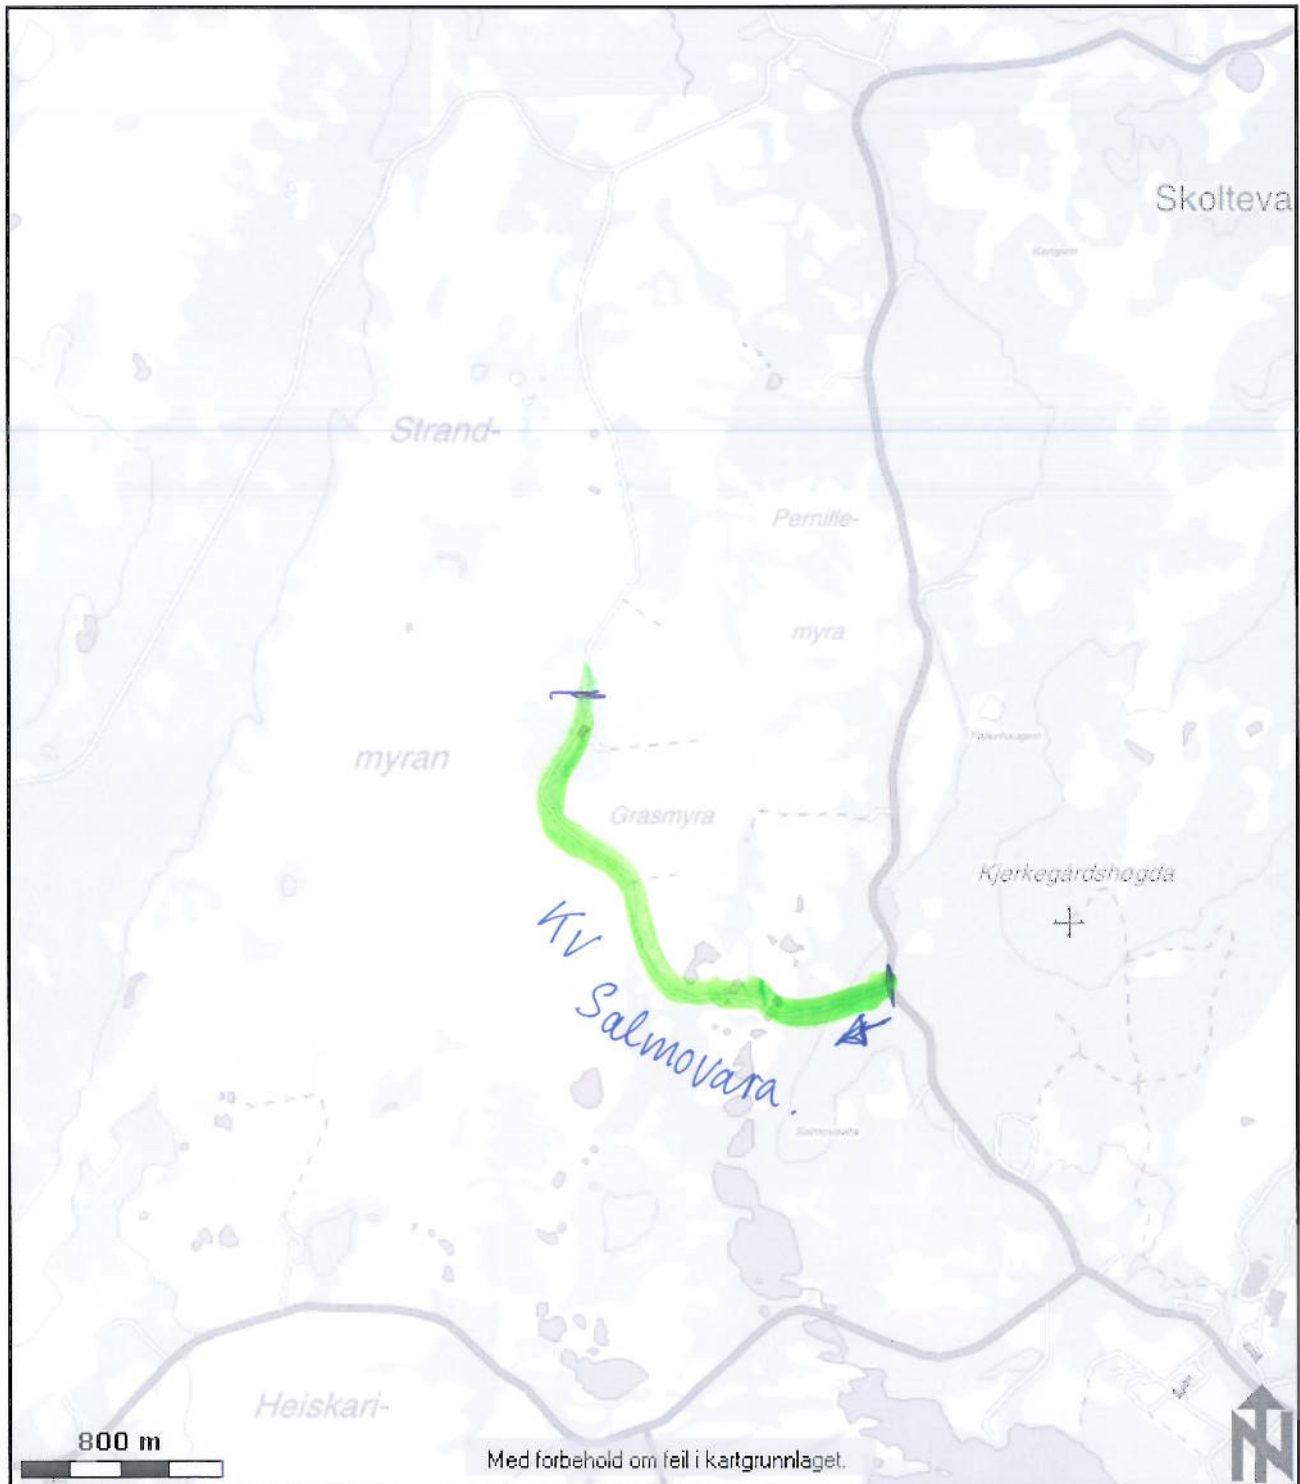 Skolteva
Strand-
Pernille-
myra
myran
Grasmyra
Kjerkegårdshøgda
KV
Salmovara.
Heiskari-
800 m
Med forbehold om feil i kartgrunnlaget.
N